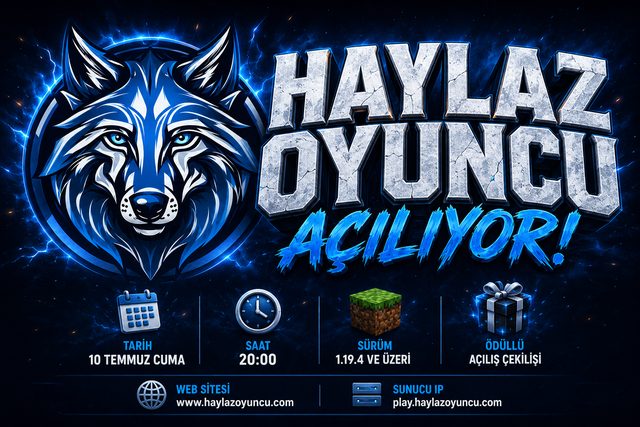 HAYLAZ
OYUNCU
AÇILIYOR!
TARİH
10 TEMMUZ CUMA
SAAT
20:00
SÜRÜM
1.19.4 VE ÜZERİ
ÖDÜLLÜ
AÇILIŞ ÇEKİLİŞİ
WEB SİTESİ
www.haylazoyuncu.com
SUNUCU IP
play.haylazoyuncu.com